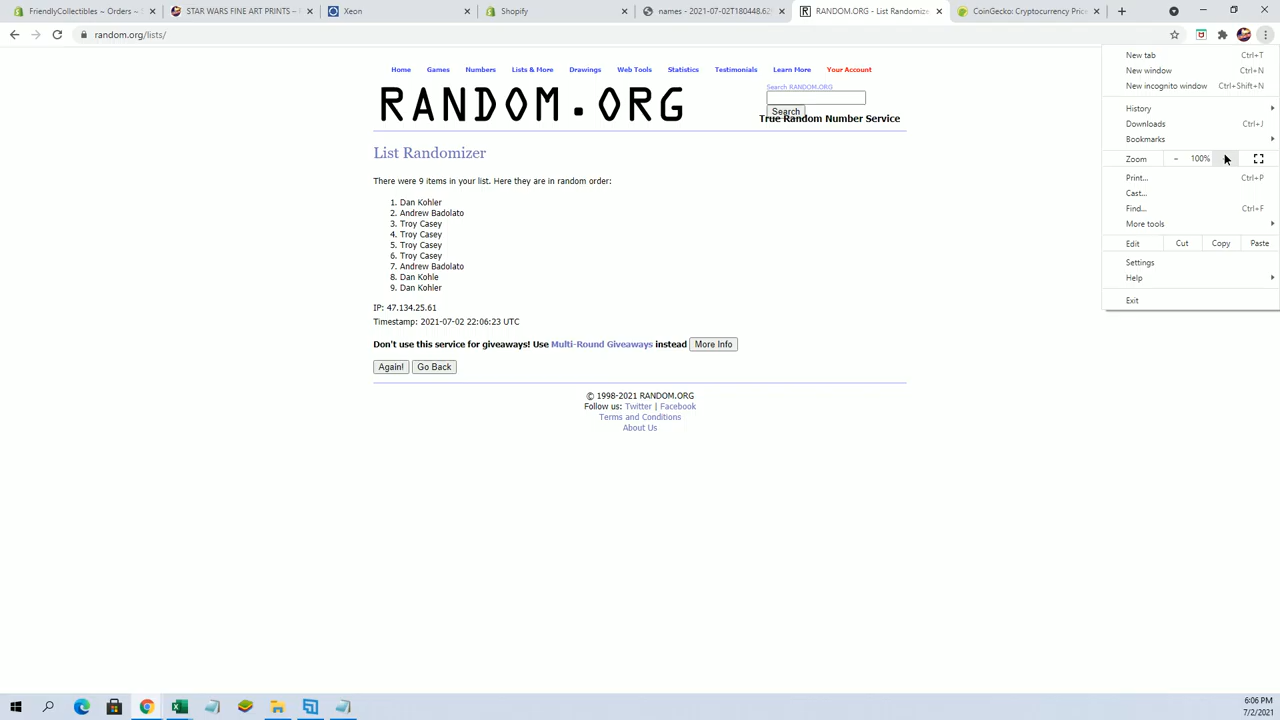 FriendlyCollectibles ~ Orders ~ S
STAR WARS FINE ART PRINTS –
Xeon
Shopify
names - 2021-07-02T180448.62
RANDOM.ORG - List Randomize
CoinGecko: Cryptocurrency Price
random.org/lists/
New tab Ctrl+T
New window Ctrl+N
New incognito window Ctrl+Shift+N
History
Downloads Ctrl+J
Bookmarks
Zoom − 100%
Print... Ctrl+P
Cast...
Find... Ctrl+F
More tools
Edit Cut Copy Paste
Settings
Help
Exit
Home Games Numbers Lists & More Drawings Web Tools Statistics Testimonials Learn More Your Account
RANDOM.ORG
Search RANDOM.ORG
Search
True Random Number Service
List Randomizer
There were 9 items in your list. Here they are in random order:
1. Dan Kohler
2. Andrew Badolato
3. Troy Casey
4. Troy Casey
5. Troy Casey
6. Troy Casey
7. Andrew Badolato
8. Dan Kohle
9. Dan Kohler
IP: 47.134.25.61
Timestamp: 2021-07-02 22:06:23 UTC
Don't use this service for giveaways! Use Multi-Round Giveaways instead More Info
Again! Go Back
© 1998-2021 RANDOM.ORG
Follow us: Twitter | Facebook
Terms and Conditions
About Us
6:06 PM
7/2/2021